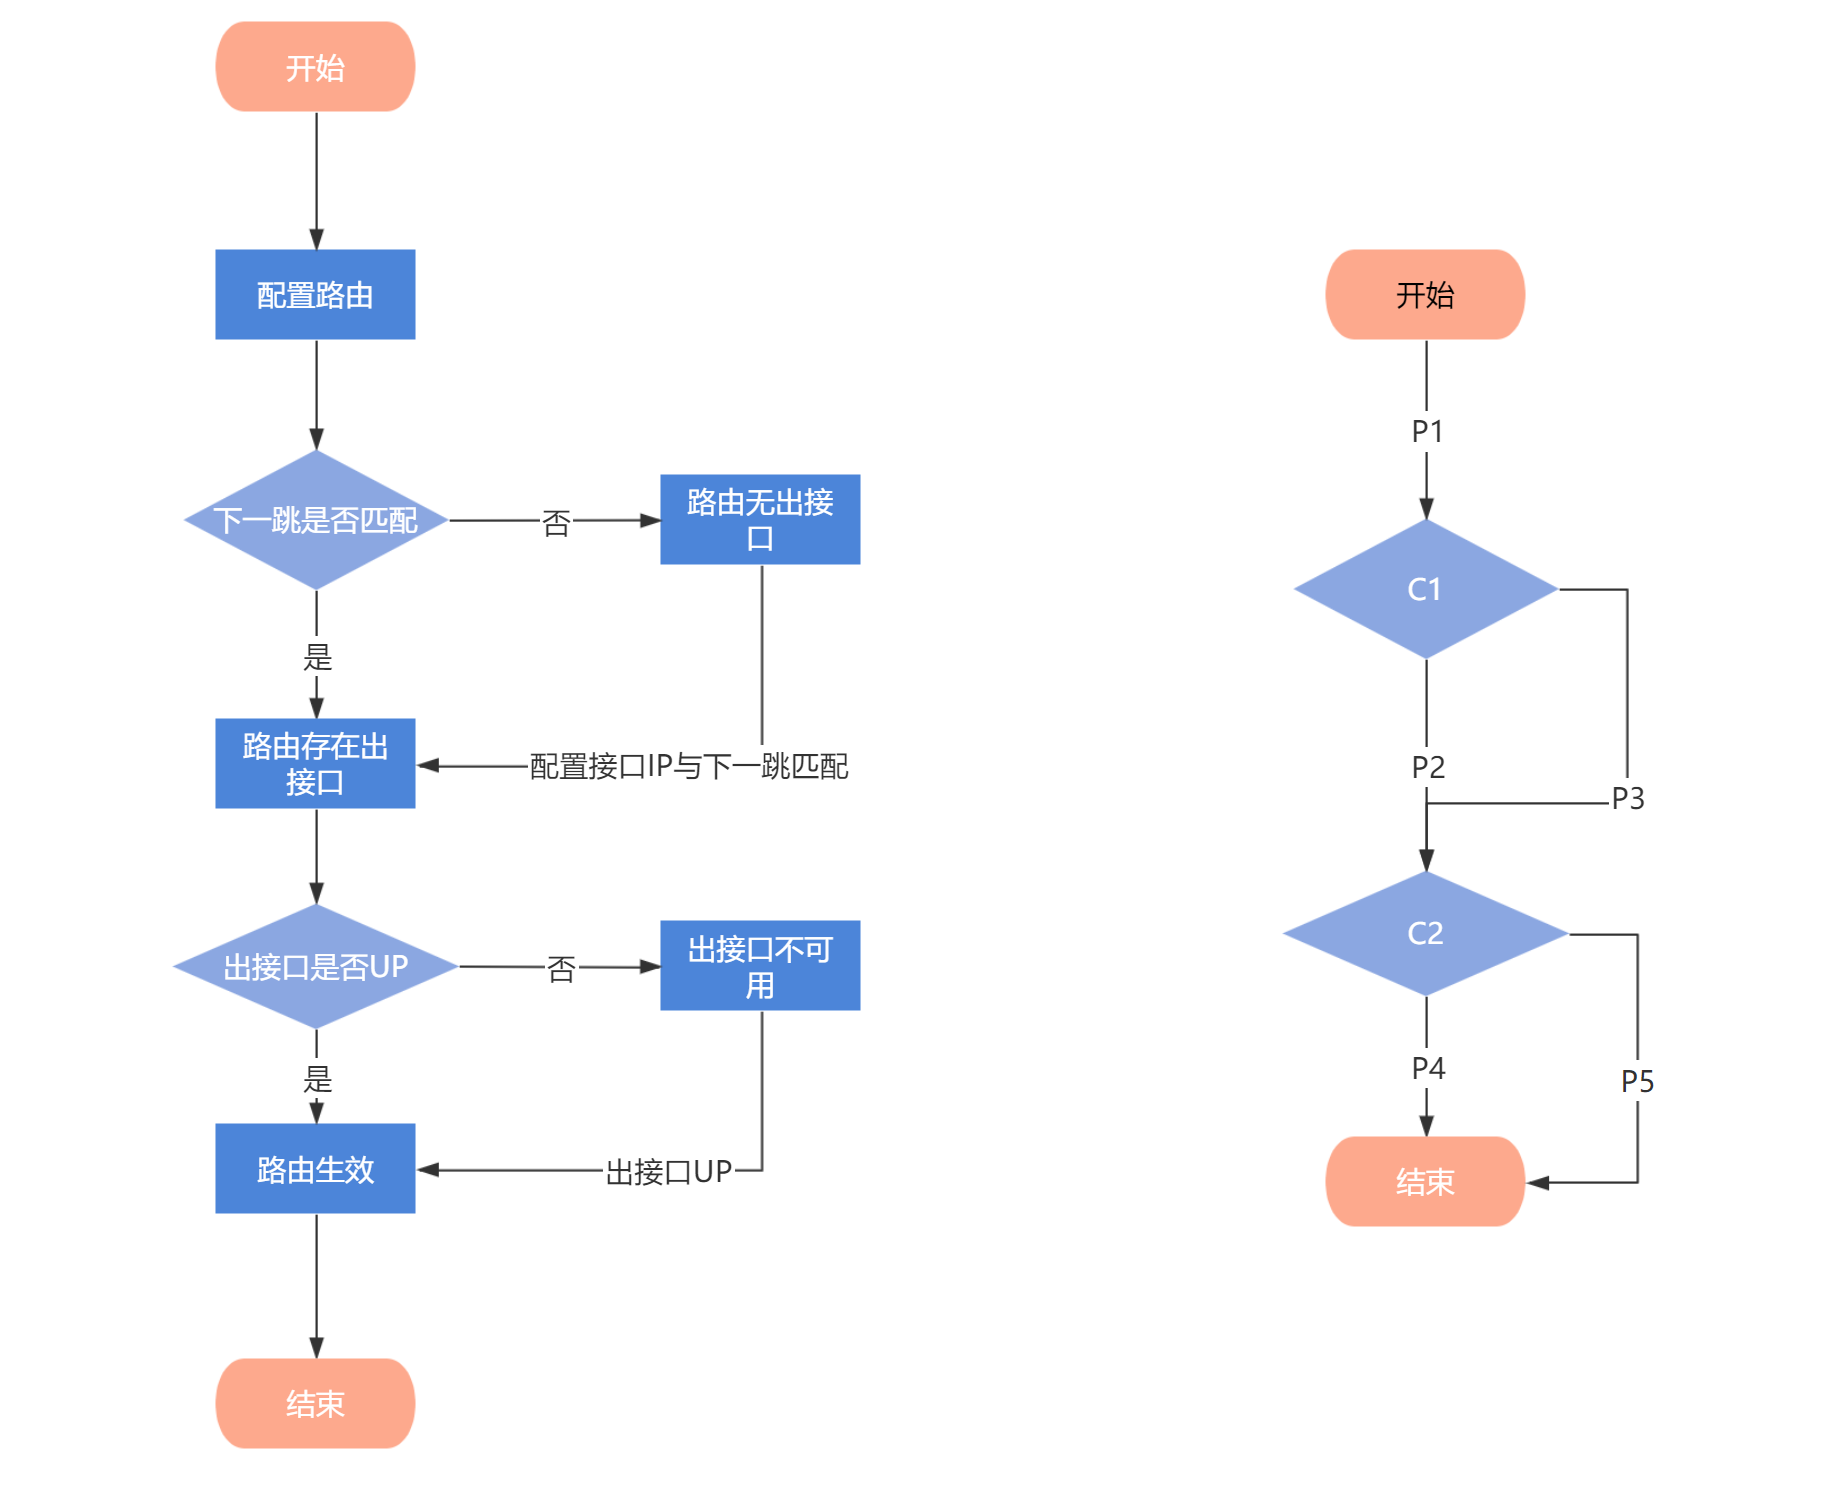 开始
配置路由
下一跳是否匹配
否
路由无出接
口
是
路由存在出
接口
配置接口IP与下一跳匹配
出接口是否UP
否
出接口不可
用
是
路由生效
出接口UP
结束
开始
P1
C1
P2
P3
C2
P4
P5
结束